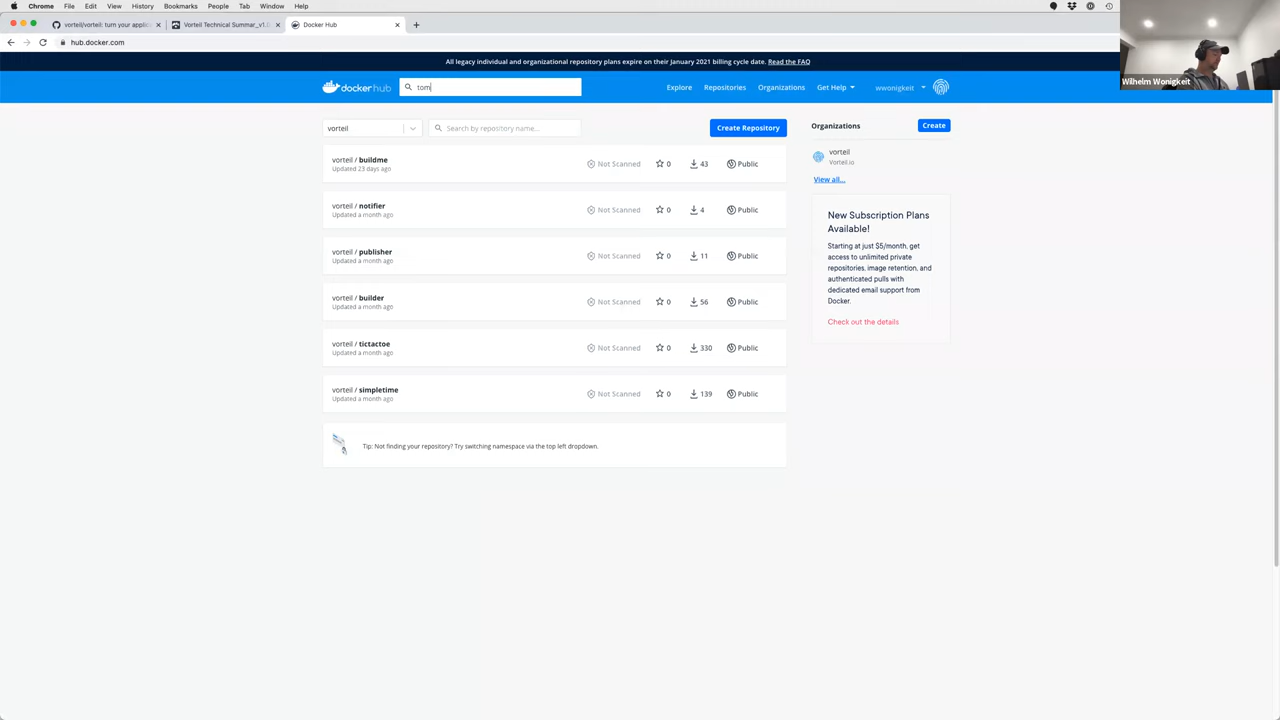 Chrome File Edit View History Bookmarks People Tab Window Help
vorteil/vorteil: turn your applic
Vorteil Technical Summar_v1.
Docker Hub
hub.docker.com
Wilhelm Wonigkeit
All legacy individual and organizational repository plans expire on their January 2021 billing cycle date. Read the FAQ
docker hub
tom
Explore Repositories Organizations Get Help wwonigkeit
vorteil
Search by repository name...
Create Repository
Organizations
Create
vorteil
Vorteil.io
View all...
vorteil / buildme
Updated 23 days ago
Not Scanned 0 43 Public
vorteil / notifier
Updated a month ago
Not Scanned 0 4 Public
vorteil / publisher
Updated a month ago
Not Scanned 0 11 Public
vorteil / builder
Updated a month ago
Not Scanned 0 56 Public
vorteil / tictactoe
Updated a month ago
Not Scanned 0 330 Public
vorteil / simpletime
Updated a month ago
Not Scanned 0 139 Public
Tip: Not finding your repository? Try switching namespace via the top left dropdown.
New Subscription Plans
Available!
Starting at just $5/month, get
access to unlimited private
repositories, image retention, and
authenticated pulls with
dedicated email support from
Docker.
Check out the details